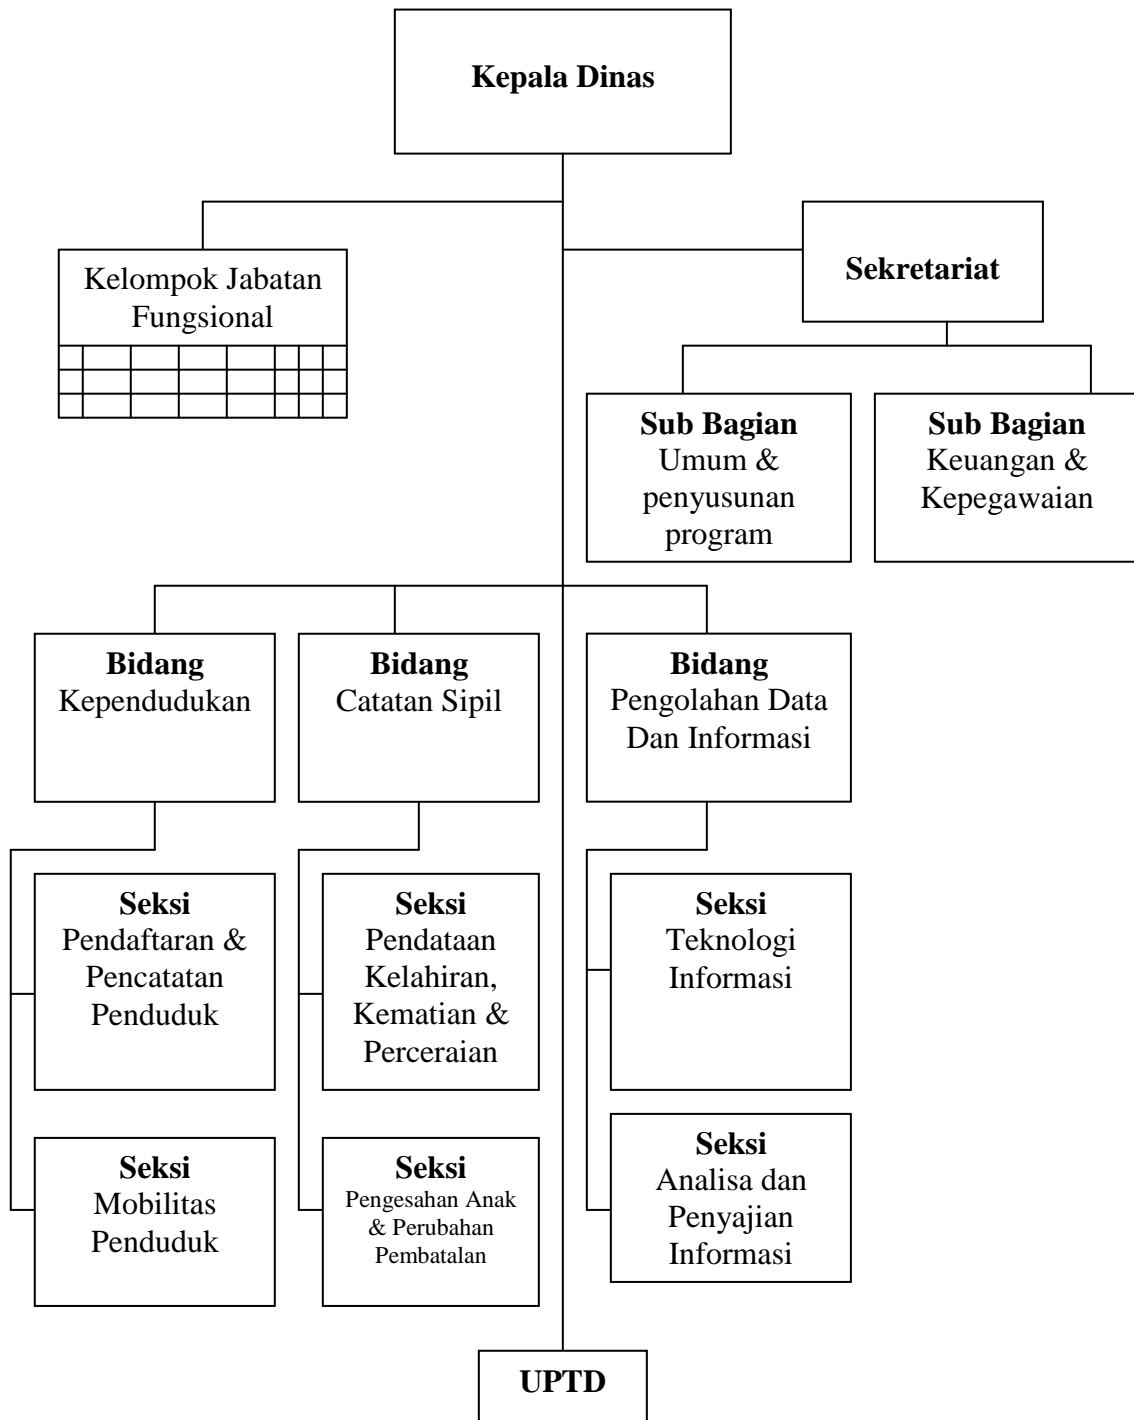 Kepala Dinas
Kelompok Jabatan
Fungsional
Sekretariat
Sub Bagian
Umum &
penyusunan
program
Sub Bagian
Keuangan &
Kepegawaian
Bidang
Kependudukan
Bidang
Catatan Sipil
Bidang
Pengolahan Data
Dan Informasi
Seksi
Pendaftaran &
Pencatatan
Penduduk
Seksi
Pendataan
Kelahiran,
Kematian &
Perceraian
Seksi
Teknologi
Informasi
Seksi
Mobilitas
Penduduk
Seksi
Pengesahan Anak
& Perubahan
Pembatalan
Seksi
Analisa dan
Penyajian
Informasi
UPTD